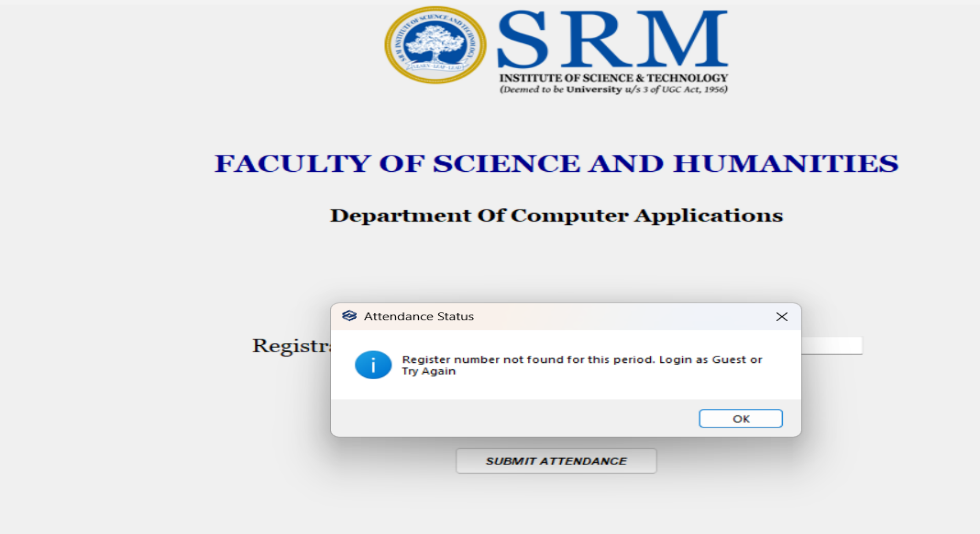 SRM
INSTITUTE OF SCIENCE & TECHNOLOGY
(Deemed to be University u/s 3 of UGC Act, 1956)
FACULTY OF SCIENCE AND HUMANITIES
Department Of Computer Applications
Attendance Status
Registr
Register number not found for this period. Login as Guest or
Try Again
OK
SUBMIT ATTENDANCE